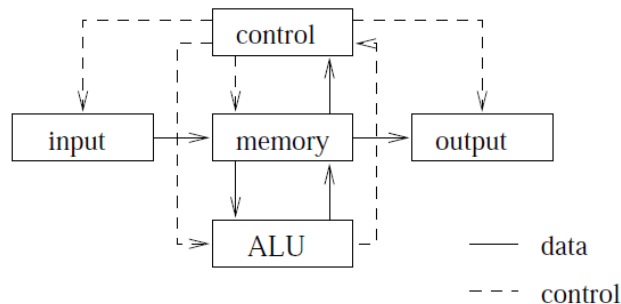 control
input
memory
output
ALU
data
control